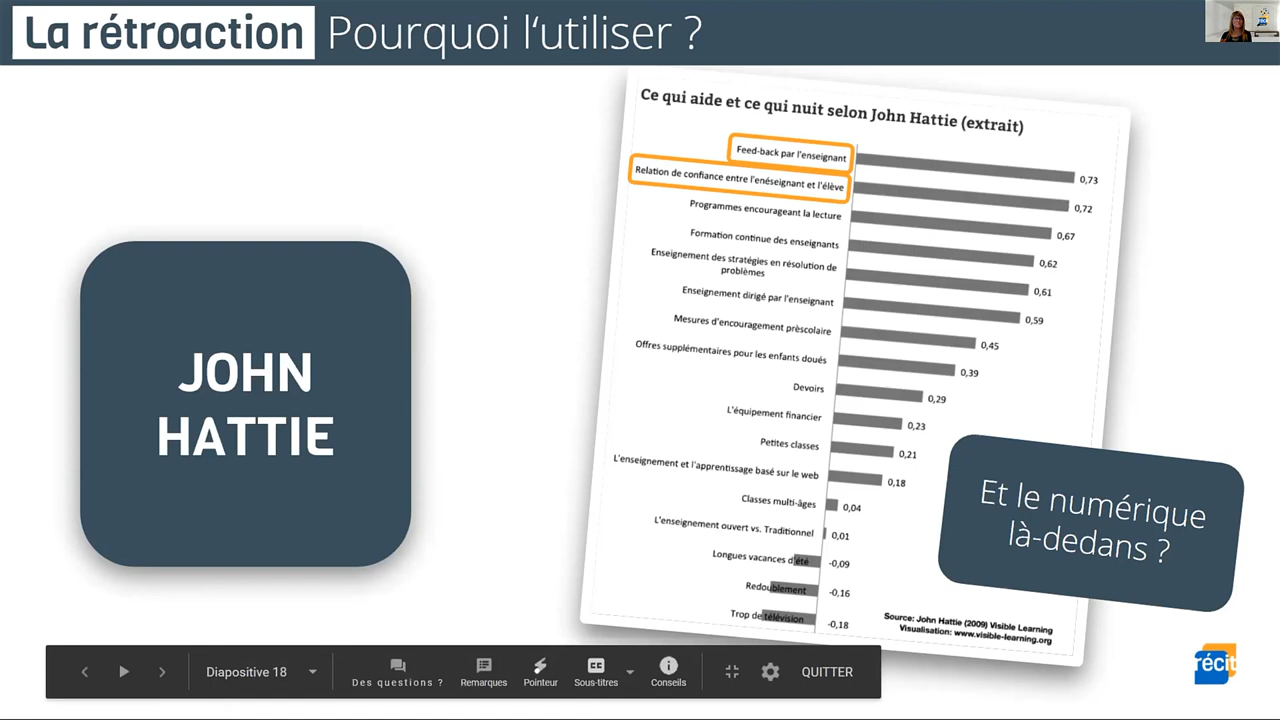 La rétroaction Pourquoi l‘utiliser ?
JOHN
HATTIE
Ce qui aide et ce qui nuit selon John Hattie (extrait)
Feed-back par l'enseignant 0,73
Relation de confiance entre l'enéseignant et l'élève 0,72
Programmes encourageant la lecture 0,67
Formation continue des enseignants 0,62
Enseignement des stratégies en résolution de
problèmes 0,61
Enseignement dirigé par l'enseignant 0,59
Mesures d'encouragement prèscolaire 0,45
Offres supplémentaires pour les enfants doués 0,39
Devoirs 0,29
L'équipement financier 0,23
Petites classes 0,21
L'enseignement et l'apprentissage basé sur le web 0,18
Classes multi-âges 0,04
L'enseignement ouvert vs. Traditionnel 0,01
Longues vacances d'été -0,09
Redoublement -0,16
Trop de télévision -0,18
Source: John Hattie (2009) Visible Learning
Visualisation: www.visible-learning.org
Et le numérique
là-dedans ?
Diapositive 18
Des questions ?
Remarques
Pointeur
Sous-titres
Conseils
QUITTER
récit